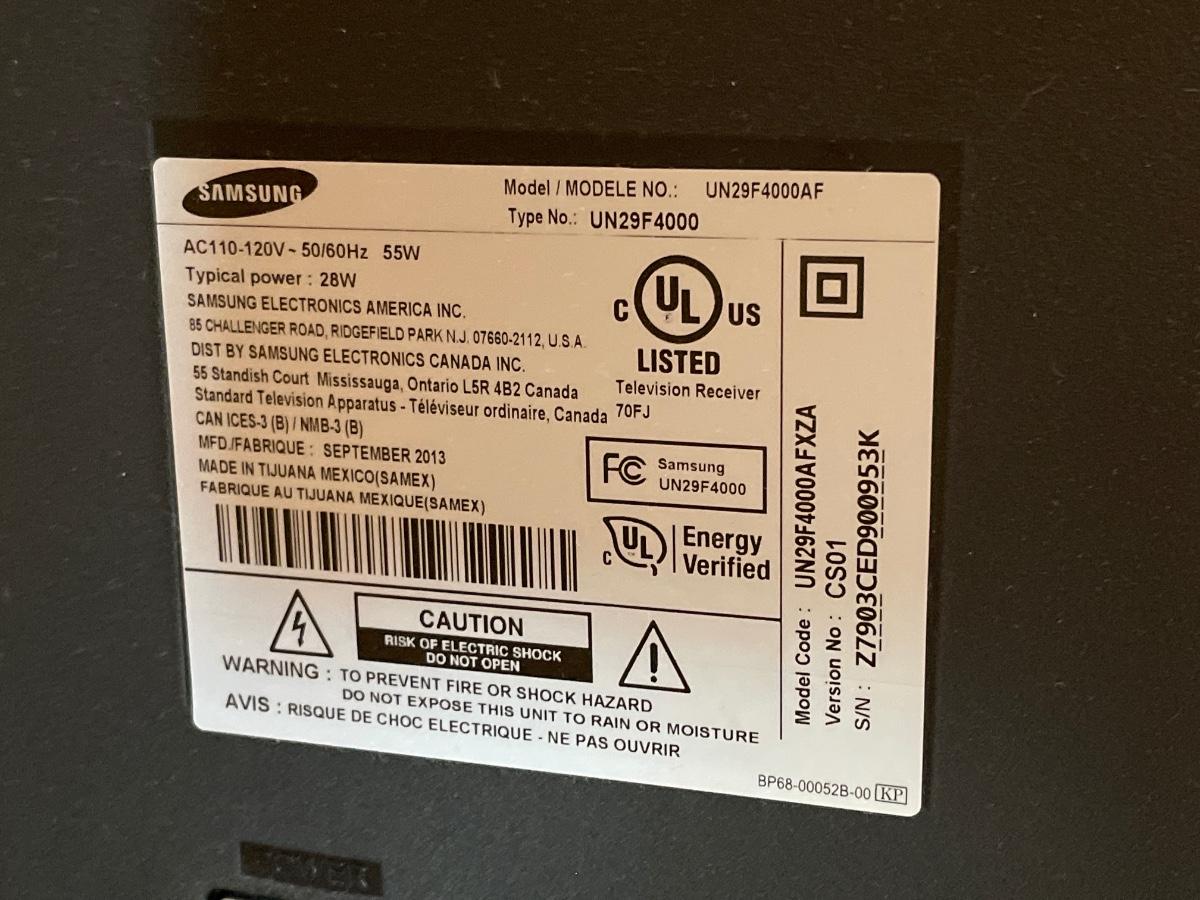 SAMSUNG
Model / MODELE NO.: UN29F4000AF
Type No.: UN29F4000
AC110-120V ~ 50/60Hz 55W
Typical power : 28W
SAMSUNG ELECTRONICS AMERICA INC.
85 CHALLENGER ROAD, RIDGEFIELD PARK N.J. 07660-2112, U.S.A.
DIST BY SAMSUNG ELECTRONICS CANADA INC.
55 Standish Court Mississauga, Ontario L5R 4B2 Canada
Standard Television Apparatus - Téléviseur ordinaire, Canada
CAN ICES-3 (B) / NMB-3 (B)
MFD./FABRIQUE : SEPTEMBER 2013
MADE IN TIJUANA MEXICO(SAMEX)
FABRIQUE AU TIJUANA MEXIQUE(SAMEX)
C UL US
LISTED
Television Receiver
70FJ
FC Samsung
UN29F4000
C UL Energy
Verified
CAUTION
RISK OF ELECTRIC SHOCK
DO NOT OPEN
WARNING : TO PREVENT FIRE OR SHOCK HAZARD
DO NOT EXPOSE THIS UNIT TO RAIN OR MOISTURE
AVIS : RISQUE DE CHOC ELECTRIQUE - NE PAS OUVRIR
Model Code : UN29F4000AFXZA
Version No : CS01
S/N : Z7903CED900953K
BP68-00052B-00 KP